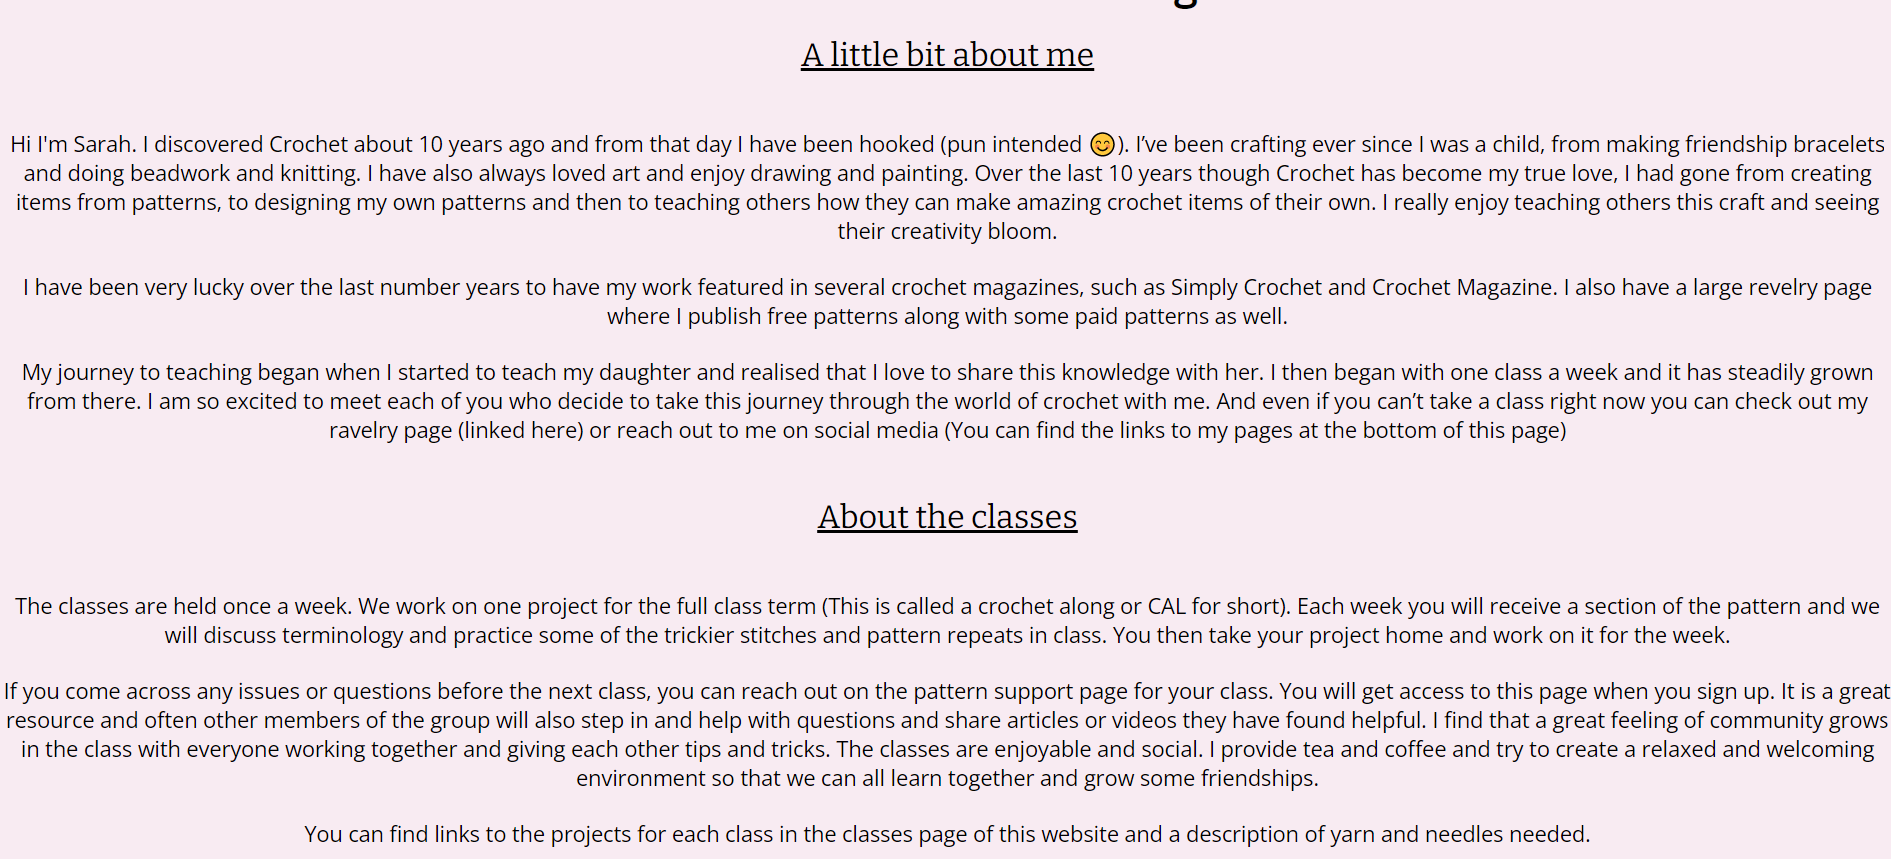 A little bit about me
Hi I'm Sarah. I discovered Crochet about 10 years ago and from that day I have been hooked (pun intended 😊). I’ve been crafting ever since I was a child, from making friendship bracelets
and doing beadwork and knitting. I have also always loved art and enjoy drawing and painting. Over the last 10 years though Crochet has become my true love, I had gone from creating
items from patterns, to designing my own patterns and then to teaching others how they can make amazing crochet items of their own. I really enjoy teaching others this craft and seeing
their creativity bloom.
I have been very lucky over the last number years to have my work featured in several crochet magazines, such as Simply Crochet and Crochet Magazine. I also have a large revelry page
where I publish free patterns along with some paid patterns as well.
My journey to teaching began when I started to teach my daughter and realised that I love to share this knowledge with her. I then began with one class a week and it has steadily grown
from there. I am so excited to meet each of you who decide to take this journey through the world of crochet with me. And even if you can’t take a class right now you can check out my
ravelry page (linked here) or reach out to me on social media (You can find the links to my pages at the bottom of this page)
About the classes
The classes are held once a week. We work on one project for the full class term (This is called a crochet along or CAL for short). Each week you will receive a section of the pattern and we
will discuss terminology and practice some of the trickier stitches and pattern repeats in class. You then take your project home and work on it for the week.
If you come across any issues or questions before the next class, you can reach out on the pattern support page for your class. You will get access to this page when you sign up. It is a great
resource and often other members of the group will also step in and help with questions and share articles or videos they have found helpful. I find that a great feeling of community grows
in the class with everyone working together and giving each other tips and tricks. The classes are enjoyable and social. I provide tea and coffee and try to create a relaxed and welcoming
environment so that we can all learn together and grow some friendships.
You can find links to the projects for each class in the classes page of this website and a description of yarn and needles needed.